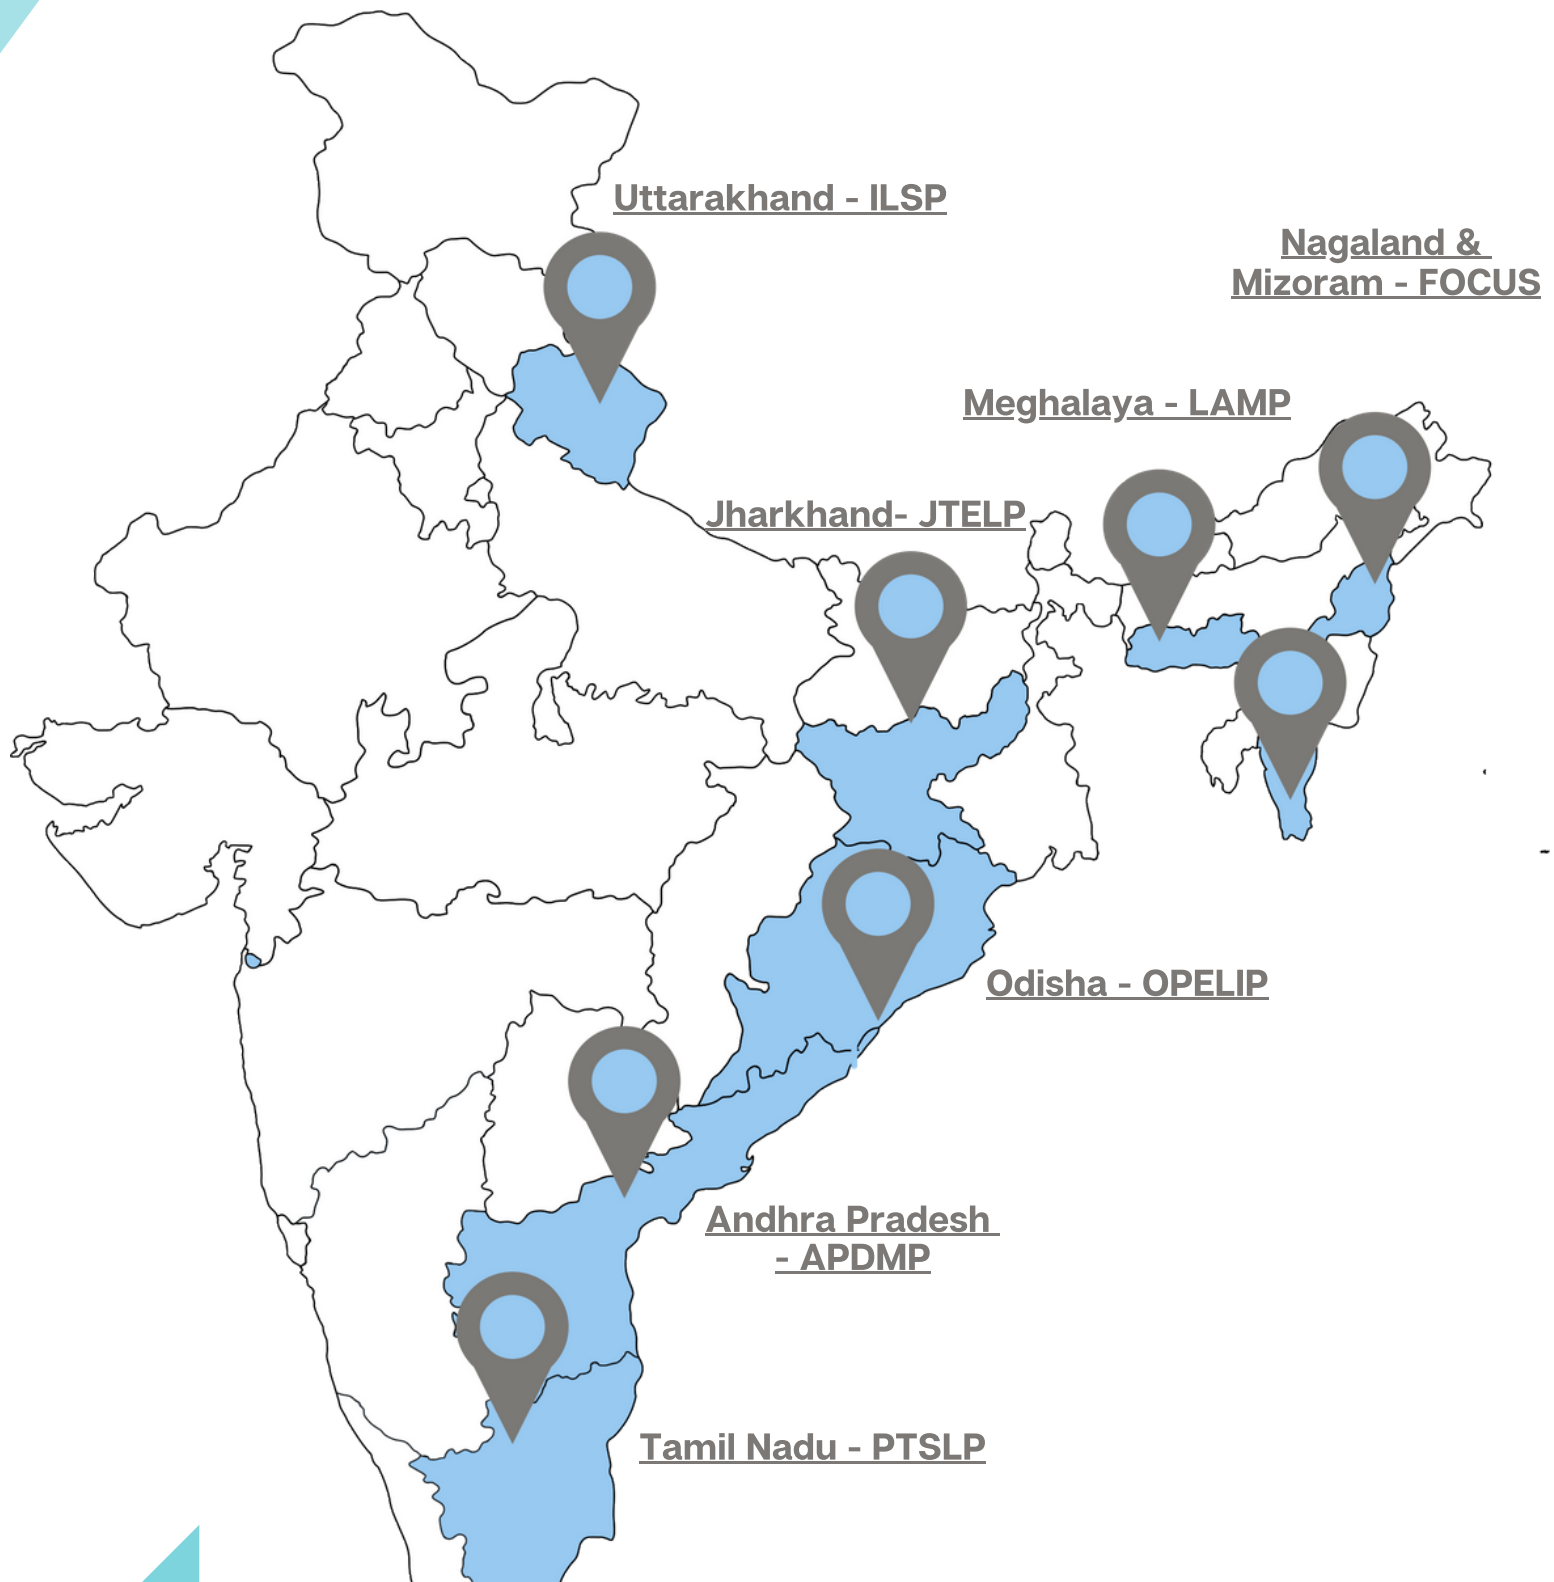 Uttarakhand - ILSP
Nagaland &
Mizoram - FOCUS
Meghalaya - LAMP
Jharkhand- JTELP
Odisha - OPELIP
Andhra Pradesh
- APDMP
Tamil Nadu - PTSLP